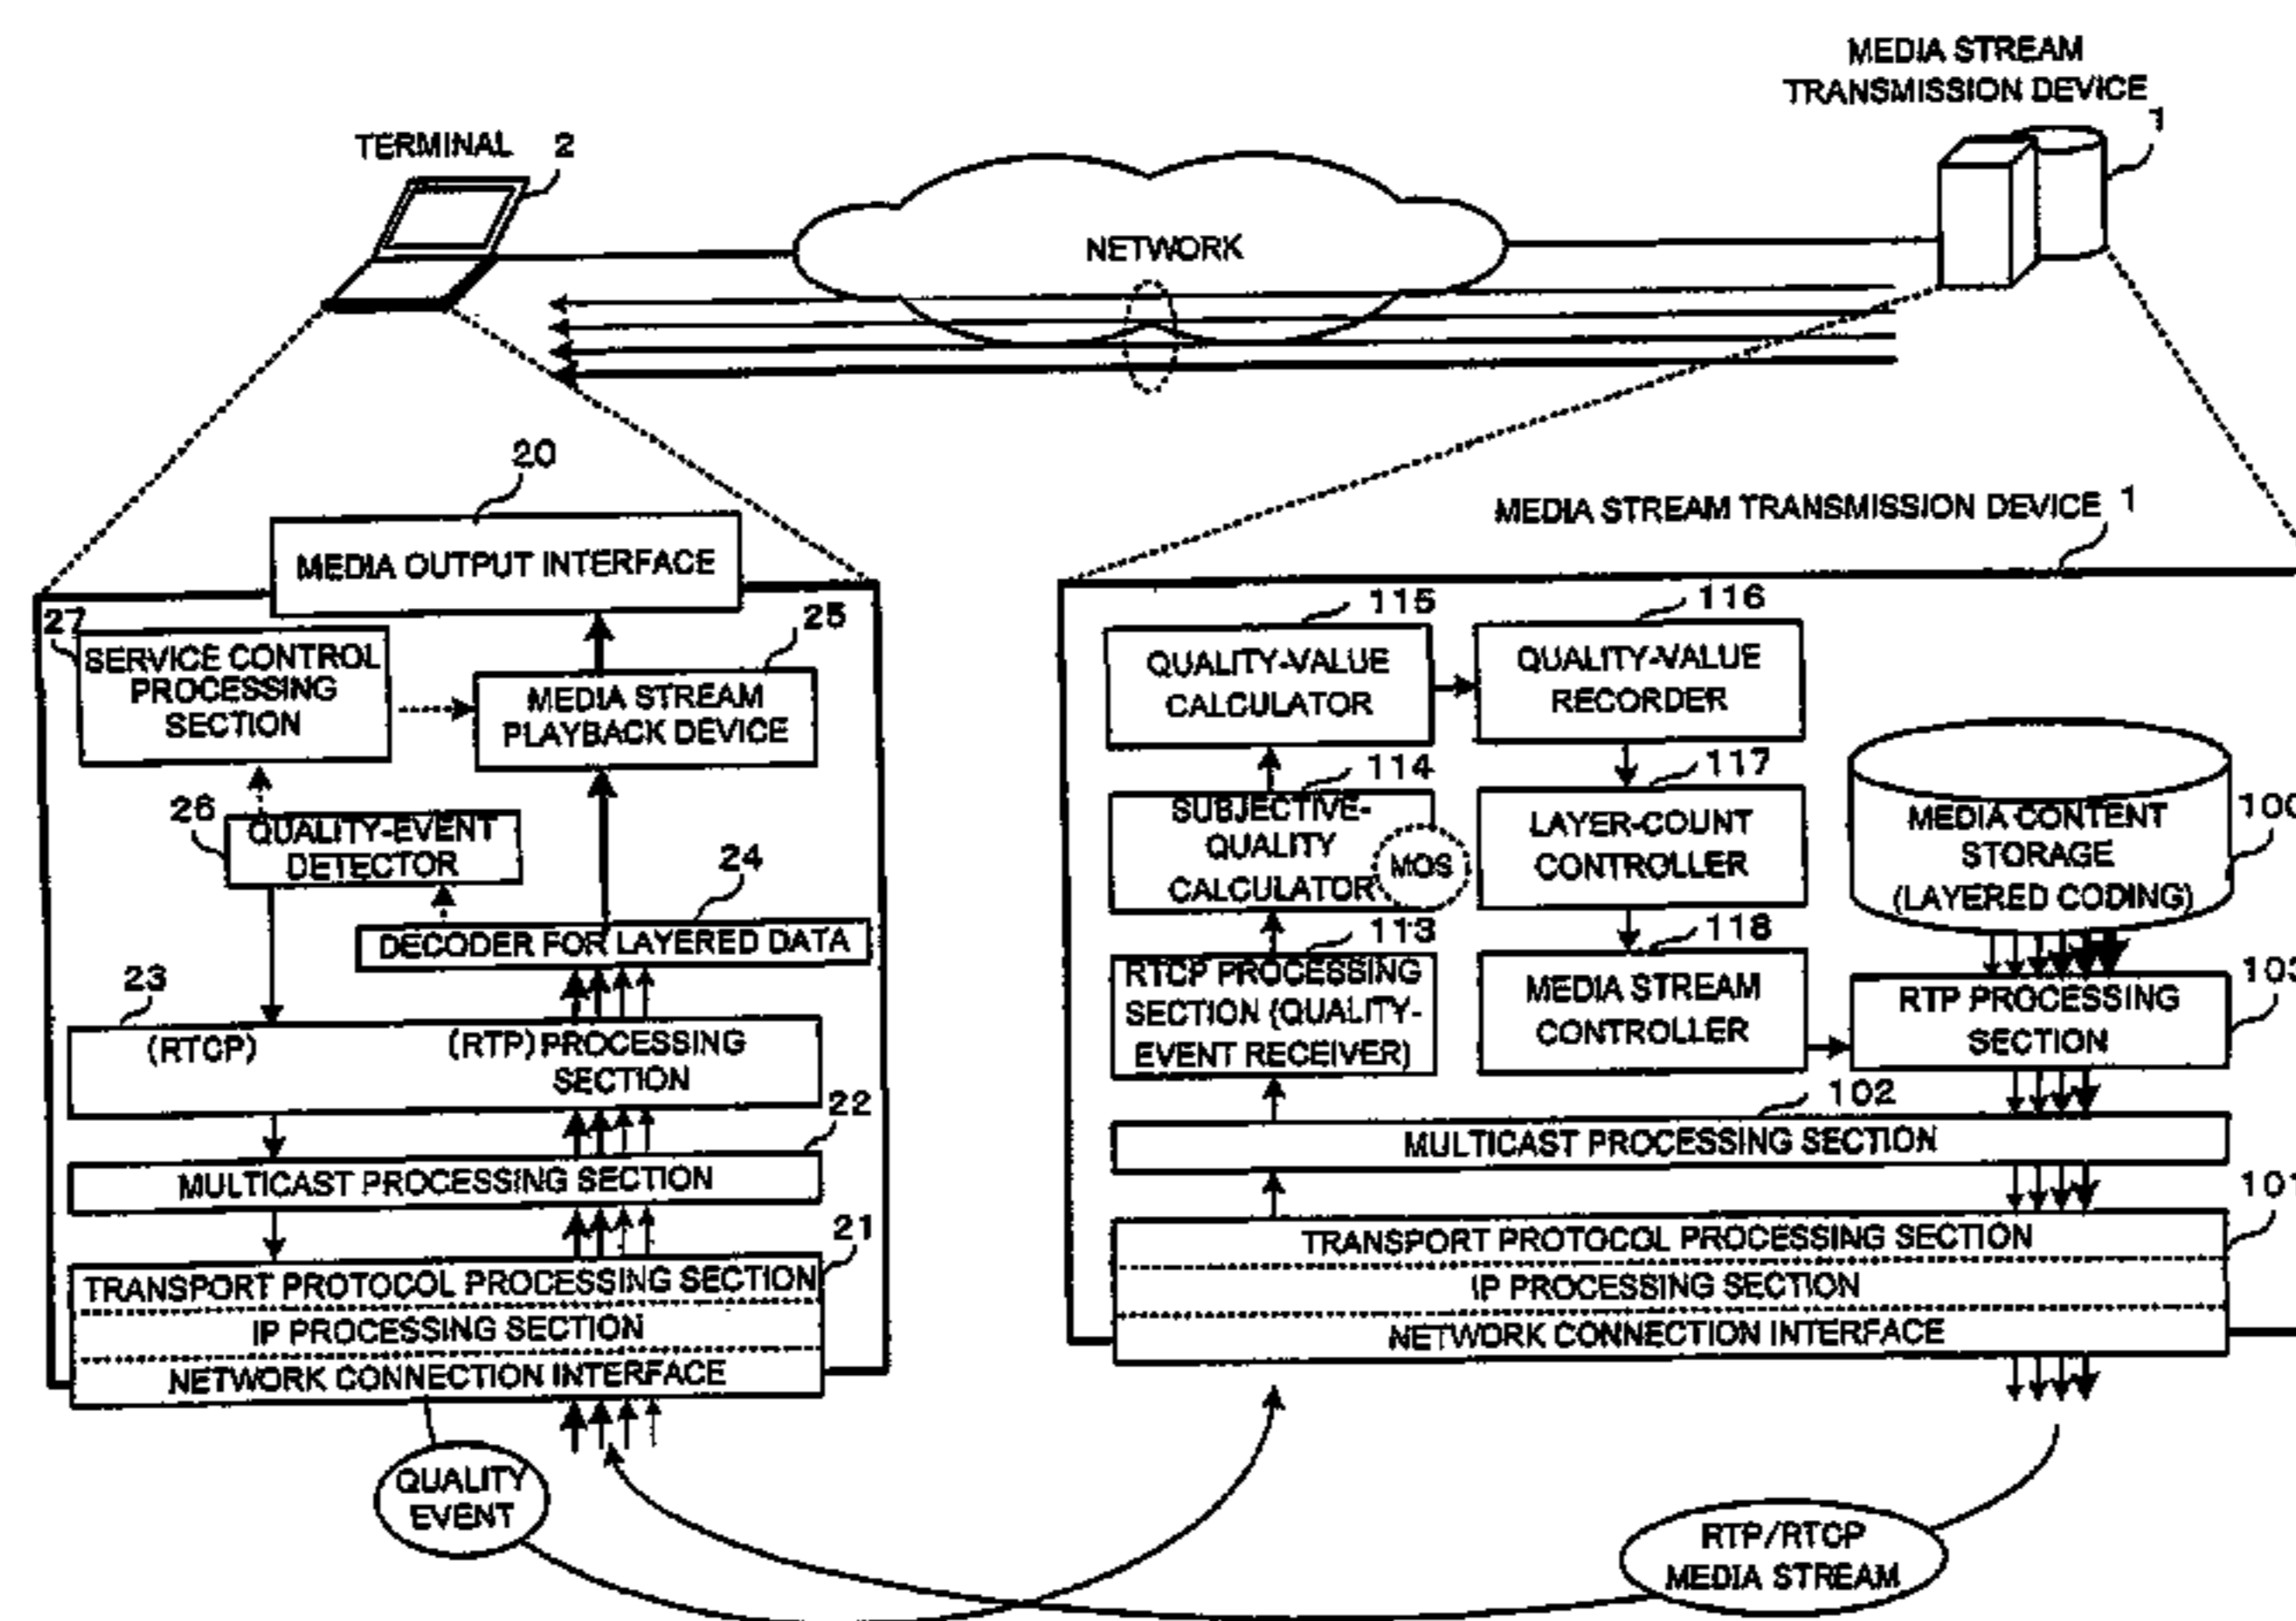 MEDIA STREAM
TRANSMISSION DEVICE
1
TERMINAL
2
NETWORK
20
MEDIA OUTPUT INTERFACE
27
SERVICE CONTROL
PROCESSING
SECTION
25
MEDIA STREAM
PLAYBACK DEVICE
26
QUALITY-EVENT
DETECTOR
24
DECODER FOR LAYERED DATA
23
(RTCP)
(RTP) PROCESSING
SECTION
22
MULTICAST PROCESSING SECTION
21
TRANSPORT PROTOCOL PROCESSING SECTION
IP PROCESSING SECTION
NETWORK CONNECTION INTERFACE
QUALITY
EVENT
MEDIA STREAM TRANSMISSION DEVICE
1
115
QUALITY-VALUE
CALCULATOR
116
QUALITY-VALUE
RECORDER
114
SUBJECTIVE-
QUALITY
CALCULATOR
MOS
117
LAYER-COUNT
CONTROLLER
100
MEDIA CONTENT
STORAGE
(LAYERED CODING)
113
RTCP PROCESSING
SECTION (QUALITY-
EVENT RECEIVER)
118
MEDIA STREAM
CONTROLLER
103
RTP PROCESSING
SECTION
102
MULTICAST PROCESSING SECTION
101
TRANSPORT PROTOCOL PROCESSING SECTION
IP PROCESSING SECTION
NETWORK CONNECTION INTERFACE
RTP/RTCP
MEDIA STREAM